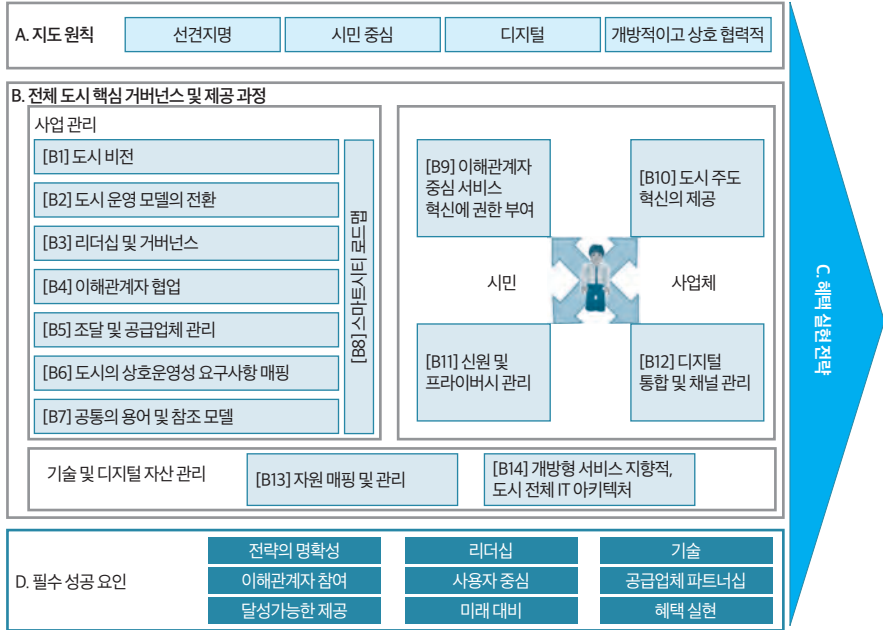 A. 지도 원칙
선견지명
시민 중심
디지털
개방적이고 상호 협력적
B. 전체 도시 핵심 거버넌스 및 제공 과정
사업 관리
[B1] 도시 비전
[B2] 도시 운영 모델의 전환
[B3] 리더십 및 거버넌스
[B4] 이해관계자 협업
[B5] 조달 및 공급업체 관리
[B6] 도시의 상호운영성 요구사항 매핑
[B7] 공통의 용어 및 참조 모델
[B8] 스마트시티 로드맵
[B9] 이해관계자
중심 서비스
혁신에 권한 부여
[B10] 도시 주도
혁신의 제공
시민
사업체
[B11] 신원 및
프라이버시 관리
[B12] 디지털
통합 및 채널 관리
기술 및 디지털 자산 관리
[B13] 자원 매핑 및 관리
[B14] 개방형 서비스 지향적,
도시 전체 IT 아키텍처
C. 혜택 실현 전략
D. 필수 성공 요인
전략의 명확성
리더십
기술
이해관계자 참여
사용자 중심
공급업체 파트너십
달성가능한 제공
미래 대비
혜택 실현